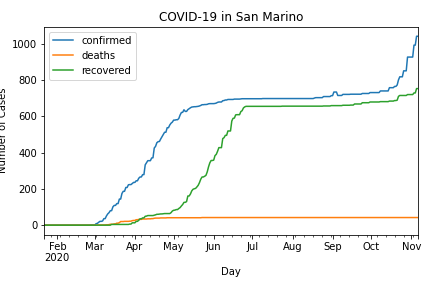 COVID-19 in San Marino
confirmed
deaths
recovered
1000
800
600
400
200
0
Number of Cases
Feb Mar Apr May Jun Jul Aug Sep Oct Nov
2020
Day